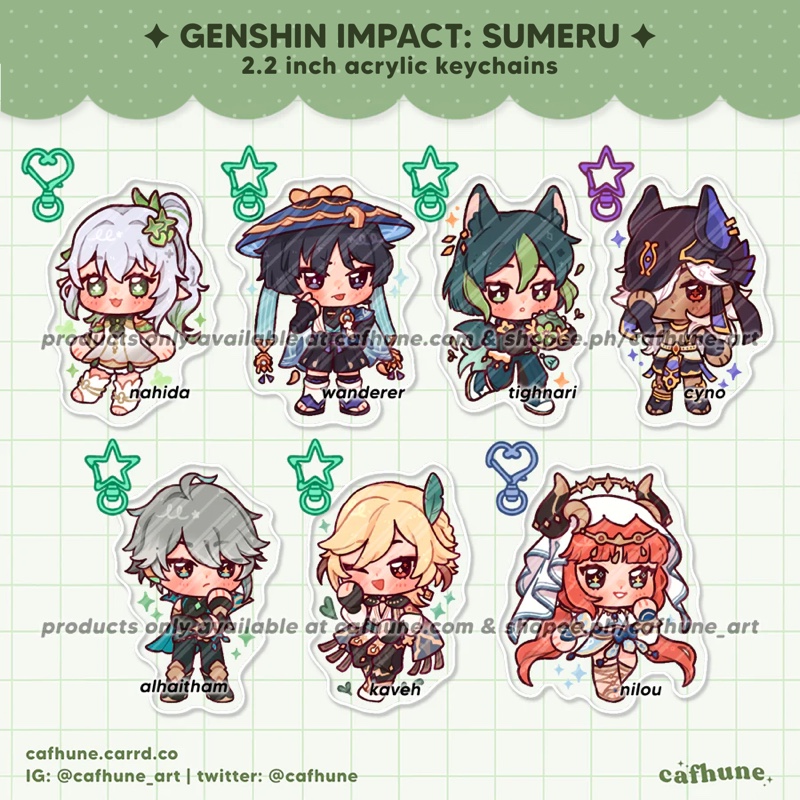 ✦ GENSHIN IMPACT: SUMERU ✦
2.2 inch acrylic keychains
products only available at cafhune.com & shopee.ph/cafhune_art
nahida
wanderer
tighnari
cyno
products only available at cafhune.com & shopee.ph/cafhune_art
alhaitham
kaveh
nilou
cafhune.carrd.co
IG: @cafhune_art | twitter: @cafhune
cafhune